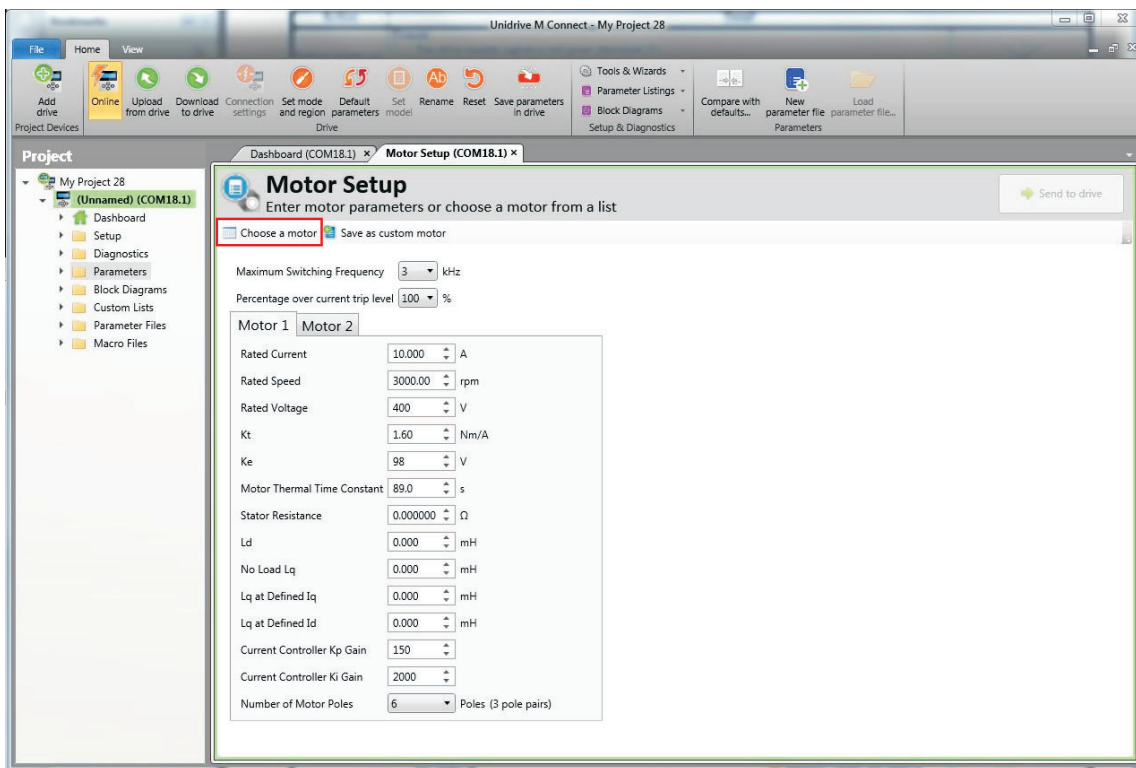 Unidrive M Connect - My Project 28
File Home View
Add drive
Online
Upload from drive
Download to drive
Connection settings
Set mode and region
Default parameters
Set model
Rename
Reset
Save parameters in drive
Tools & Wizards
Parameter Listings
Block Diagrams
Compare with defaults...
New parameter file
Load parameter file...
Project Devices
Drive
Setup & Diagnostics
Parameters
Project
My Project 28
(Unnamed) (COM18.1)
Dashboard
Setup
Diagnostics
Parameters
Block Diagrams
Custom Lists
Parameter Files
Macro Files
Dashboard (COM18.1) × Motor Setup (COM18.1) ×
Motor Setup
Enter motor parameters or choose a motor from a list
Send to drive
Choose a motor Save as custom motor
Maximum Switching Frequency 3 kHz
Percentage over current trip level 100 %
Motor 1 Motor 2
Rated Current 10.000 A
Rated Speed 3000.00 rpm
Rated Voltage 400 V
Kt 1.60 Nm/A
Ke 98 V
Motor Thermal Time Constant 89.0 s
Stator Resistance 0.000000 Ω
Ld 0.000 mH
No Load Lq 0.000 mH
Lq at Defined Iq 0.000 mH
Lq at Defined Id 0.000 mH
Current Controller Kp Gain 150
Current Controller Ki Gain 2000
Number of Motor Poles 6 Poles (3 pole pairs)